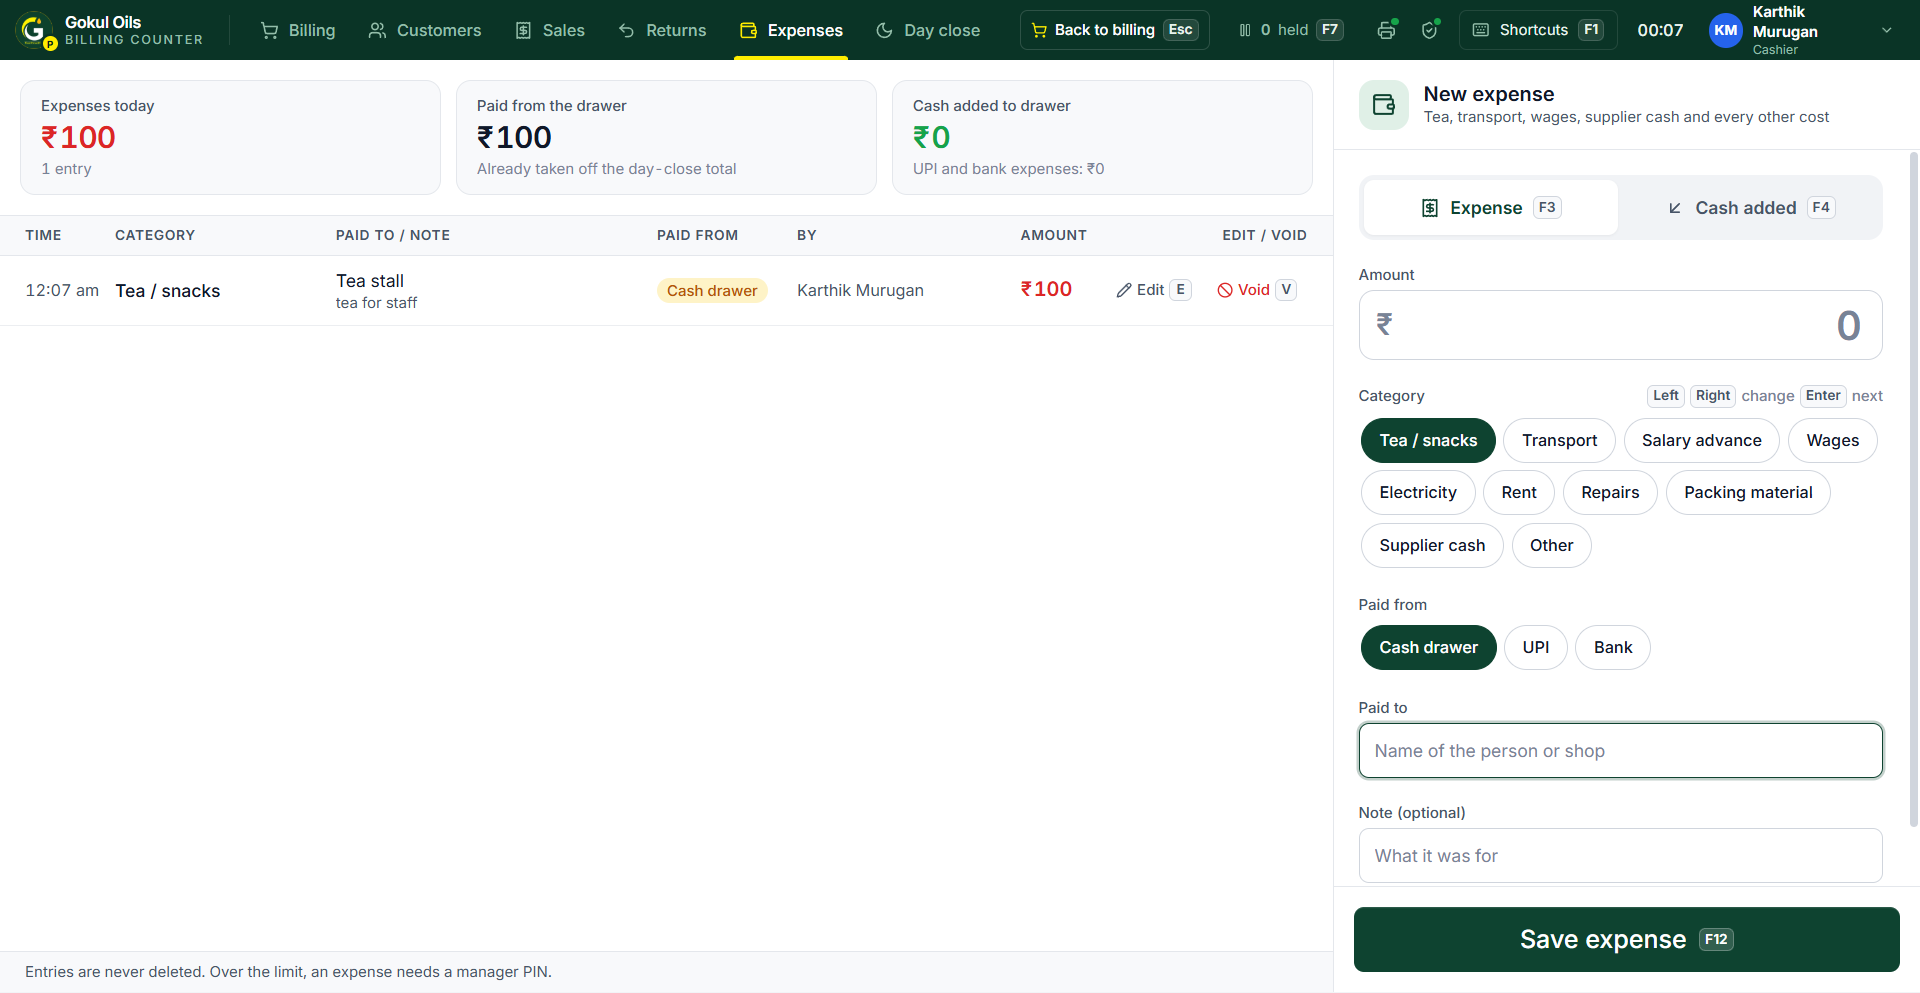 Gokul Oils
BILLING COUNTER
P
Billing
Customers
Sales
Returns
Expenses
Day close
Back to billing Esc
0 held F7
Shortcuts F1
00:07
KM
Karthik Murugan
Cashier
Expenses today
₹100
1 entry
Paid from the drawer
₹100
Already taken off the day-close total
Cash added to drawer
₹0
UPI and bank expenses: ₹0
TIME CATEGORY PAID TO / NOTE PAID FROM BY AMOUNT EDIT / VOID
12:07 am Tea / snacks Tea stall Cash drawer Karthik Murugan ₹100 Edit E Void V
tea for staff
Entries are never deleted. Over the limit, an expense needs a manager PIN.
New expense
Tea, transport, wages, supplier cash and every other cost
Expense F3 Cash added F4
Amount
₹ 0
Category Left Right change Enter next
Tea / snacks Transport Salary advance Wages
Electricity Rent Repairs Packing material
Supplier cash Other
Paid from
Cash drawer UPI Bank
Paid to
Name of the person or shop
Note (optional)
What it was for
Save expense F12